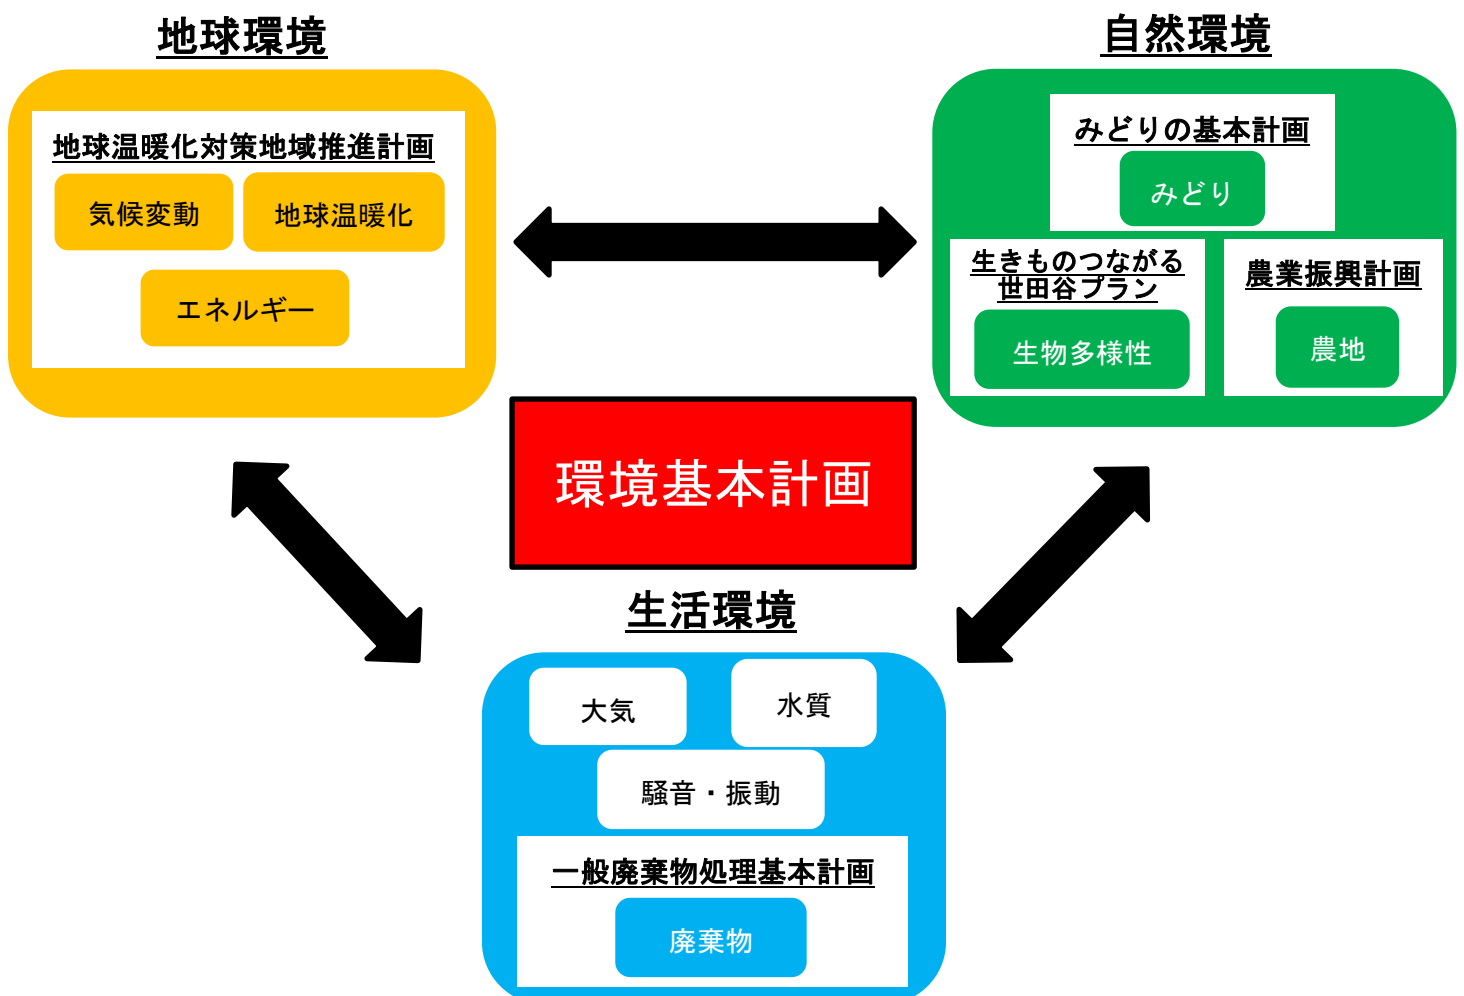 地球環境
地球温暖化対策地域推進計画
気候変動
地球温暖化
エネルギー
自然環境
みどりの基本計画
みどり
生きものつながる
世田谷プラン
生物多様性
農業振興計画
農地
環境基本計画
生活環境
大気
水質
騒音・振動
一般廃棄物処理基本計画
廃棄物